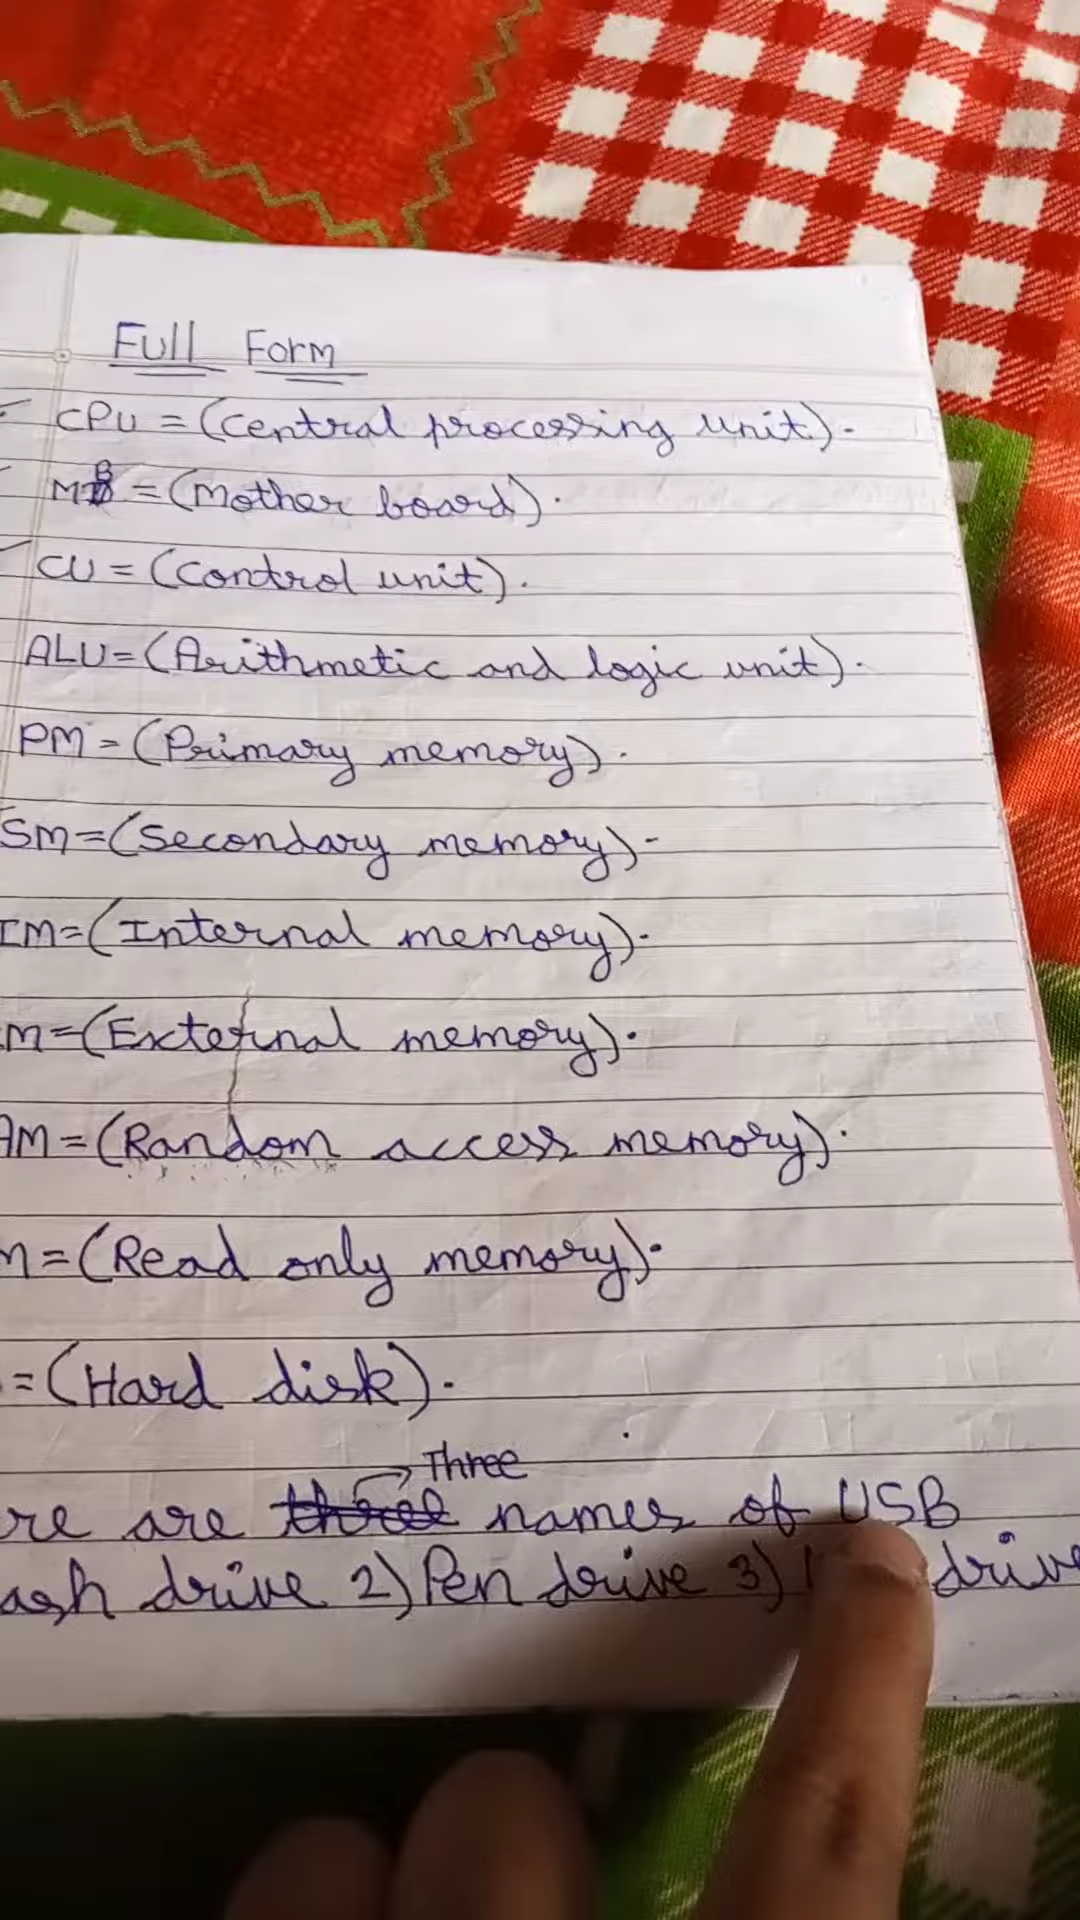 Full Form
CPU = (Central processing unit).
MB = (Mother board).
CU = (Control unit).
ALU = (Arithmetic and logic unit).
PM = (Primary memory).
SM = (Secondary memory).
IM = (Internal memory).
M = (External memory).
AM = (Random access memory).
M = (Read only memory).
= (Hard disk).
Three
are names of USB
drive 2) Pen drive 3) drive